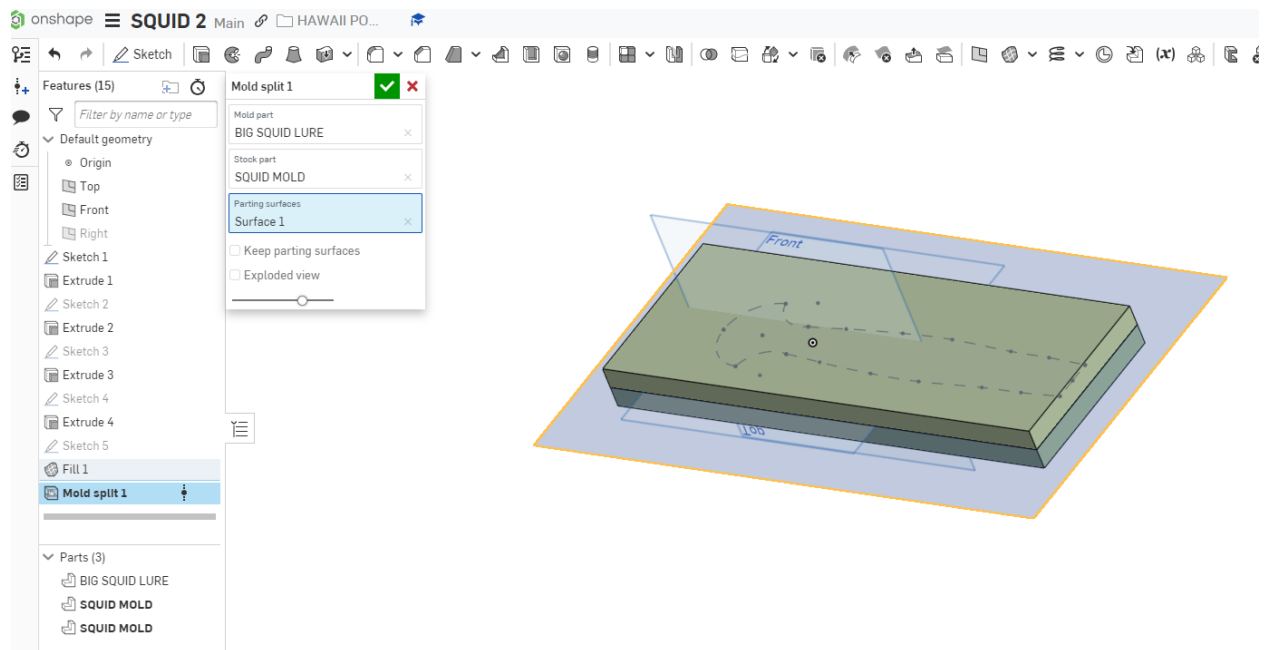 onshape SQUID 2 Main HAWAII PO...
Sketch
(x)
Features (15)
Filter by name or type
Default geometry
Origin
Top
Front
Right
Sketch 1
Extrude 1
Sketch 2
Extrude 2
Sketch 3
Extrude 3
Sketch 4
Extrude 4
Sketch 5
Fill 1
Mold split 1
Parts (3)
BIG SQUID LURE
SQUID MOLD
SQUID MOLD
Mold split 1
Mold part
BIG SQUID LURE
Stock part
SQUID MOLD
Parting surfaces
Surface 1
Keep parting surfaces
Exploded view
Front
Top